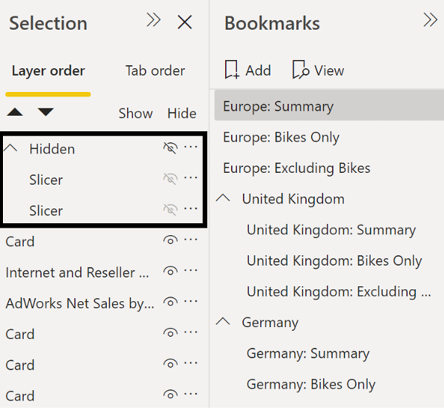 Selection
Layer order Tab order
Show Hide
Hidden
Slicer
Slicer
Card
Internet and Reseller ...
AdWorks Net Sales by...
Card
Card
Card
Bookmarks
Add View
Europe: Summary
Europe: Bikes Only
Europe: Excluding Bikes
United Kingdom
United Kingdom: Summary
United Kingdom: Bikes Only
United Kingdom: Excluding ...
Germany
Germany: Summary
Germany: Bikes Only